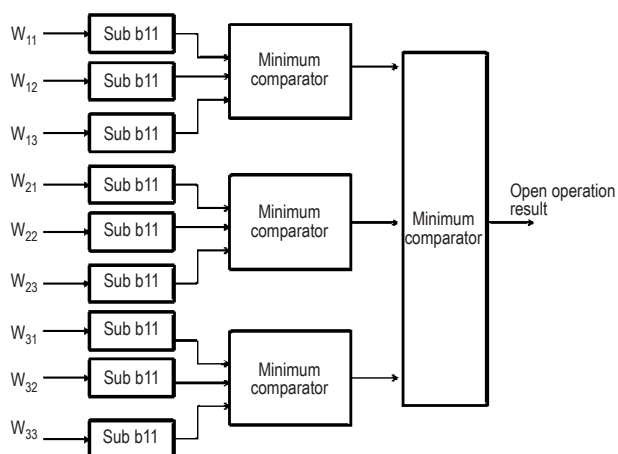 W11
Sub b11
W12
Sub b11
W13
Sub b11
Minimum
comparator
W21
Sub b11
W22
Sub b11
W23
Sub b11
Minimum
comparator
W31
Sub b11
W32
Sub b11
W33
Sub b11
Minimum
comparator
Minimum
comparator
Open operation
result